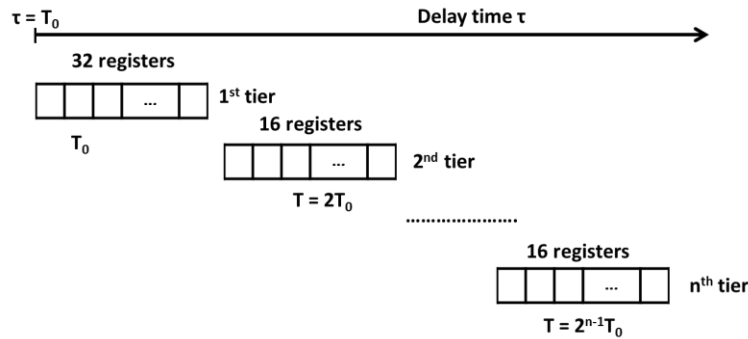 τ = T₀
Delay time τ
32 registers
...
1ˢᵗ tier
T₀
16 registers
...
2ⁿᵈ tier
T = 2T₀
.....................
16 registers
...
nᵗʰ tier
T = 2ⁿ⁻¹T₀